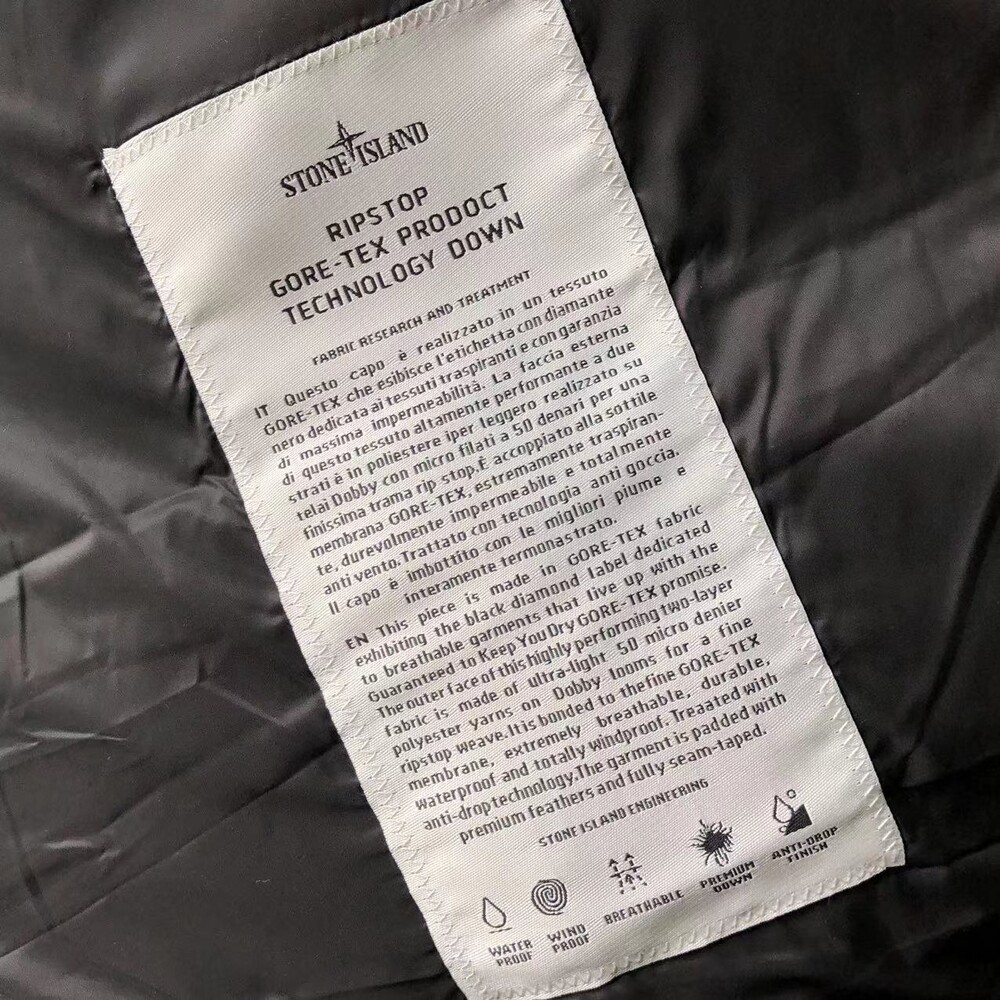 STONE ISLAND
RIPSTOP
GORE-TEX PRODOCT
TECHNOLOGY DOWN
FABRIC RESEARCH AND TREATMENT
IT Questo capo è realizzato in un tessuto
GORE-TEX che esibisce l'etichetta con diamante
nero dedicata ai tessuti traspiranti e con garanzia
di massima impermeabilità. La faccia esterna
di questo tessuto altamente performante a due
strati è in poliestere iper leggero realizzato su
telai Dobby con micro filati a 50 denari per una
finissima trama rip stop.È accoppiato alla sottile
membrana GORE-TEX, estremamente traspiran-
te, durevolmente impermeabile e totalmente
anti vento.Trattato con tecnologia anti goccia.
Il capo è imbottito con le migliori piume e
interamente termonastrato.
EN This piece is made in GORE-TEX fabric
exhibiting the black diamond label dedicated
to breathable garments that live up with the
Guaranteed to Keep You Dry GORE-TEX promise.
The outer face of this highly performing two-layer
fabric is made of ultra-light 50 micro denier
polyester yarns on Dobby looms for a fine
ripstop weave.It is bonded to the fine GORE-TEX
membrane, extremely breathable, durable,
waterproof and totally windproof. Treaated with
anti-drop technology.The garment is padded with
premium feathers and fully seam-taped.
STONE ISLAND ENGINEERING
WATER PROOF
WIND PROOF
BREATHABLE
PREMIUM DOWN
ANTI-DROP FINISH